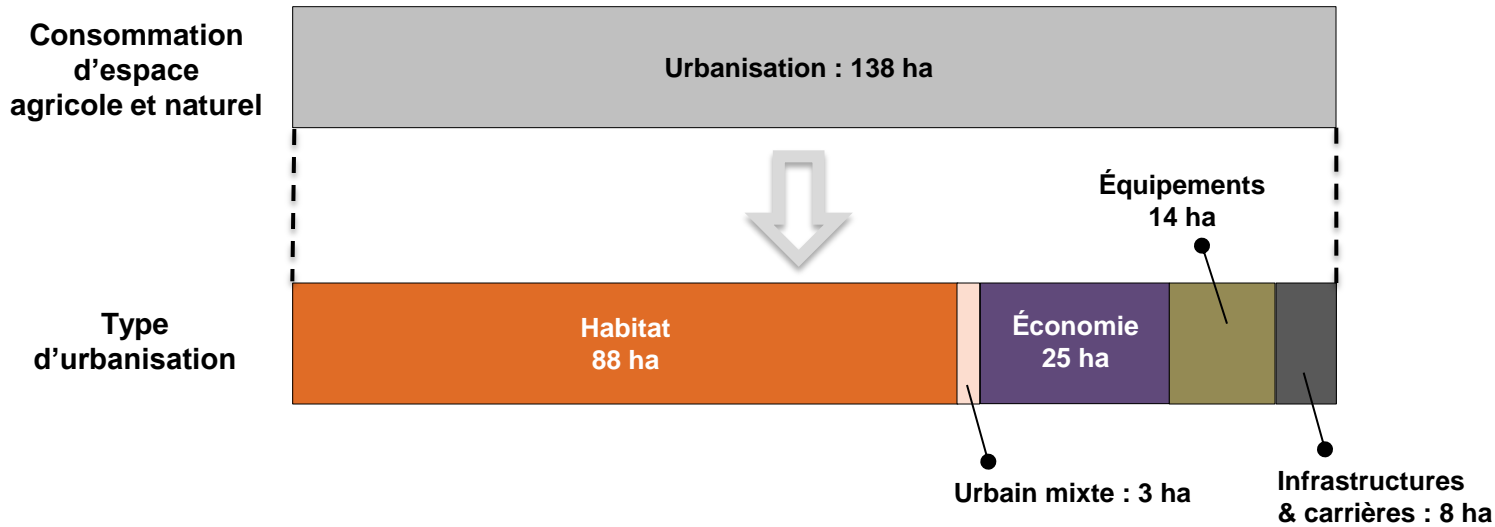 Consommation
d’espace
agricole et naturel
Urbanisation : 138 ha
Équipements
14 ha
Type
d’urbanisation
Habitat
88 ha
Économie
25 ha
Urbain mixte : 3 ha
Infrastructures
& carrières : 8 ha